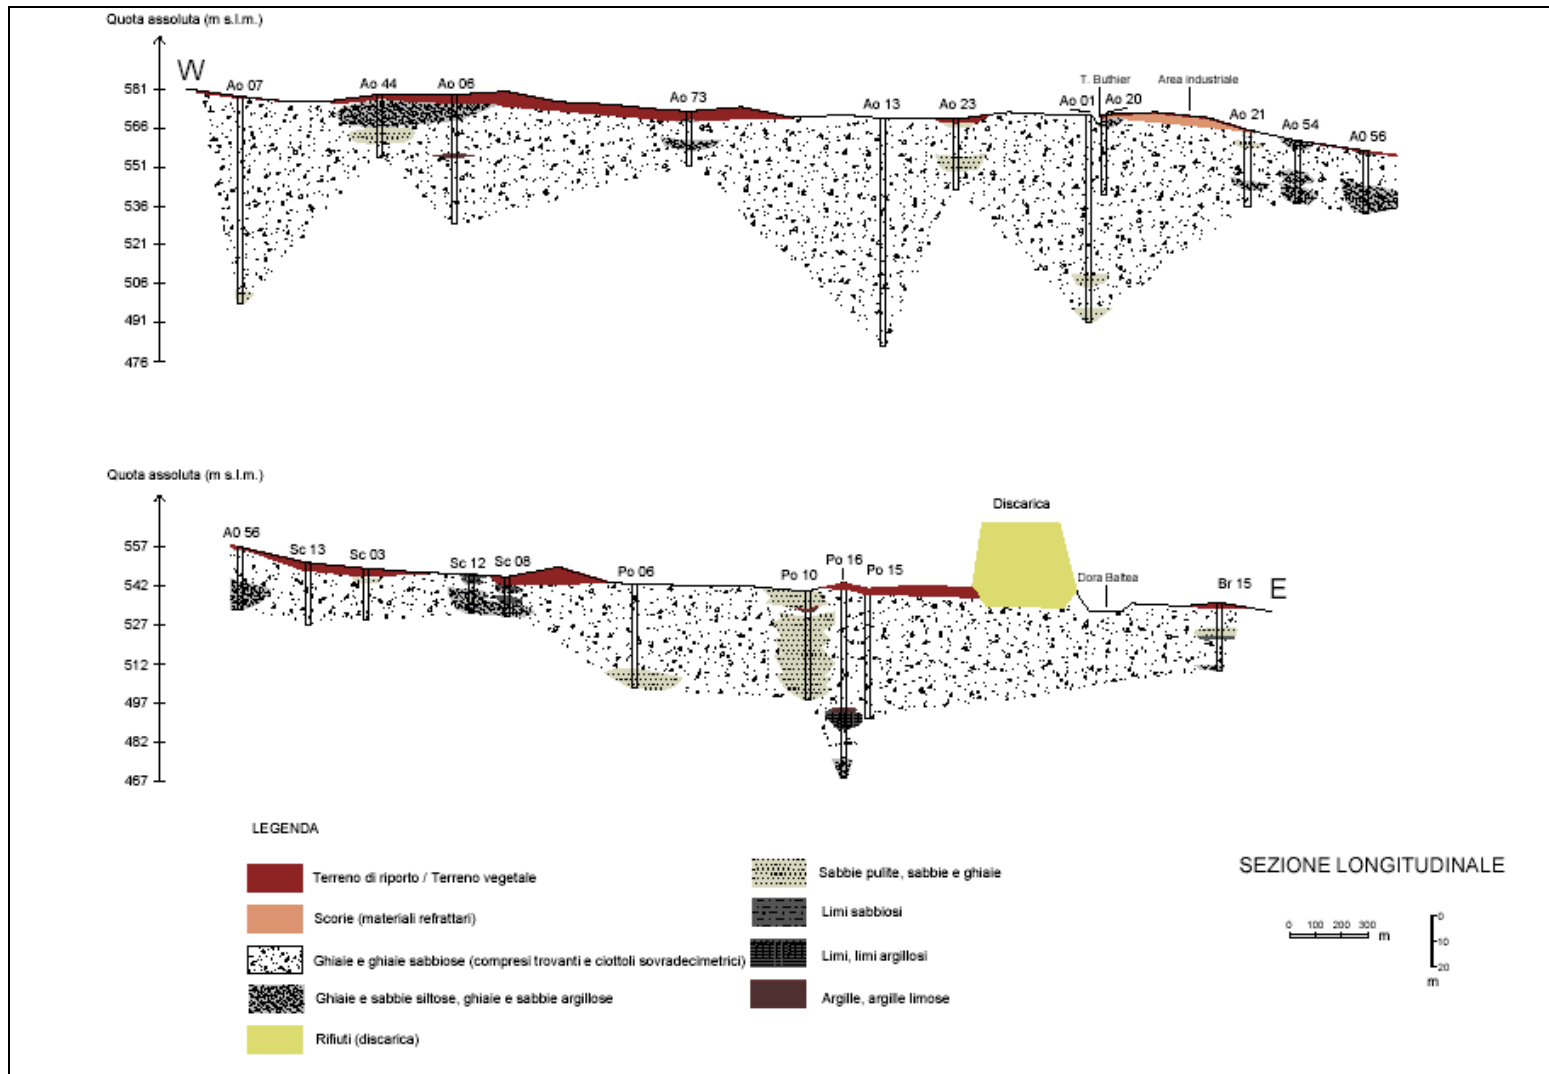 Quota assoluta (m s.l.m.)
W
581
566
551
536
521
506
491
476
Ao 07
Ao 44
Ao 06
Ao 73
Ao 13
Ao 23
T. Buthier
Area industriale
Ao 01
Ao 20
Ao 21
Ao 54
A0 56
Quota assoluta (m s.l.m.)
557
542
527
512
497
482
467
A0 56
Sc 13
Sc 03
Sc 12
Sc 08
Po 06
Po 10
Po 16
Po 15
Discarica
Dora Baltea
Br 15
E
LEGENDA
Terreno di riporto / Terreno vegetale
Scorie (materiali refrattari)
Ghiaie e ghiaie sabbiose (compresi trovanti e ciottoli sovradecimetrici)
Ghiaie e sabbie siltose, ghiaie e sabbie argillose
Rifiuti (discarica)
Sabbie pulite, sabbie e ghiaie
Limi sabbiosi
Limi, limi argillosi
Argille, argille limose
SEZIONE LONGITUDINALE
0 100 200 300 m
0
10
20
m